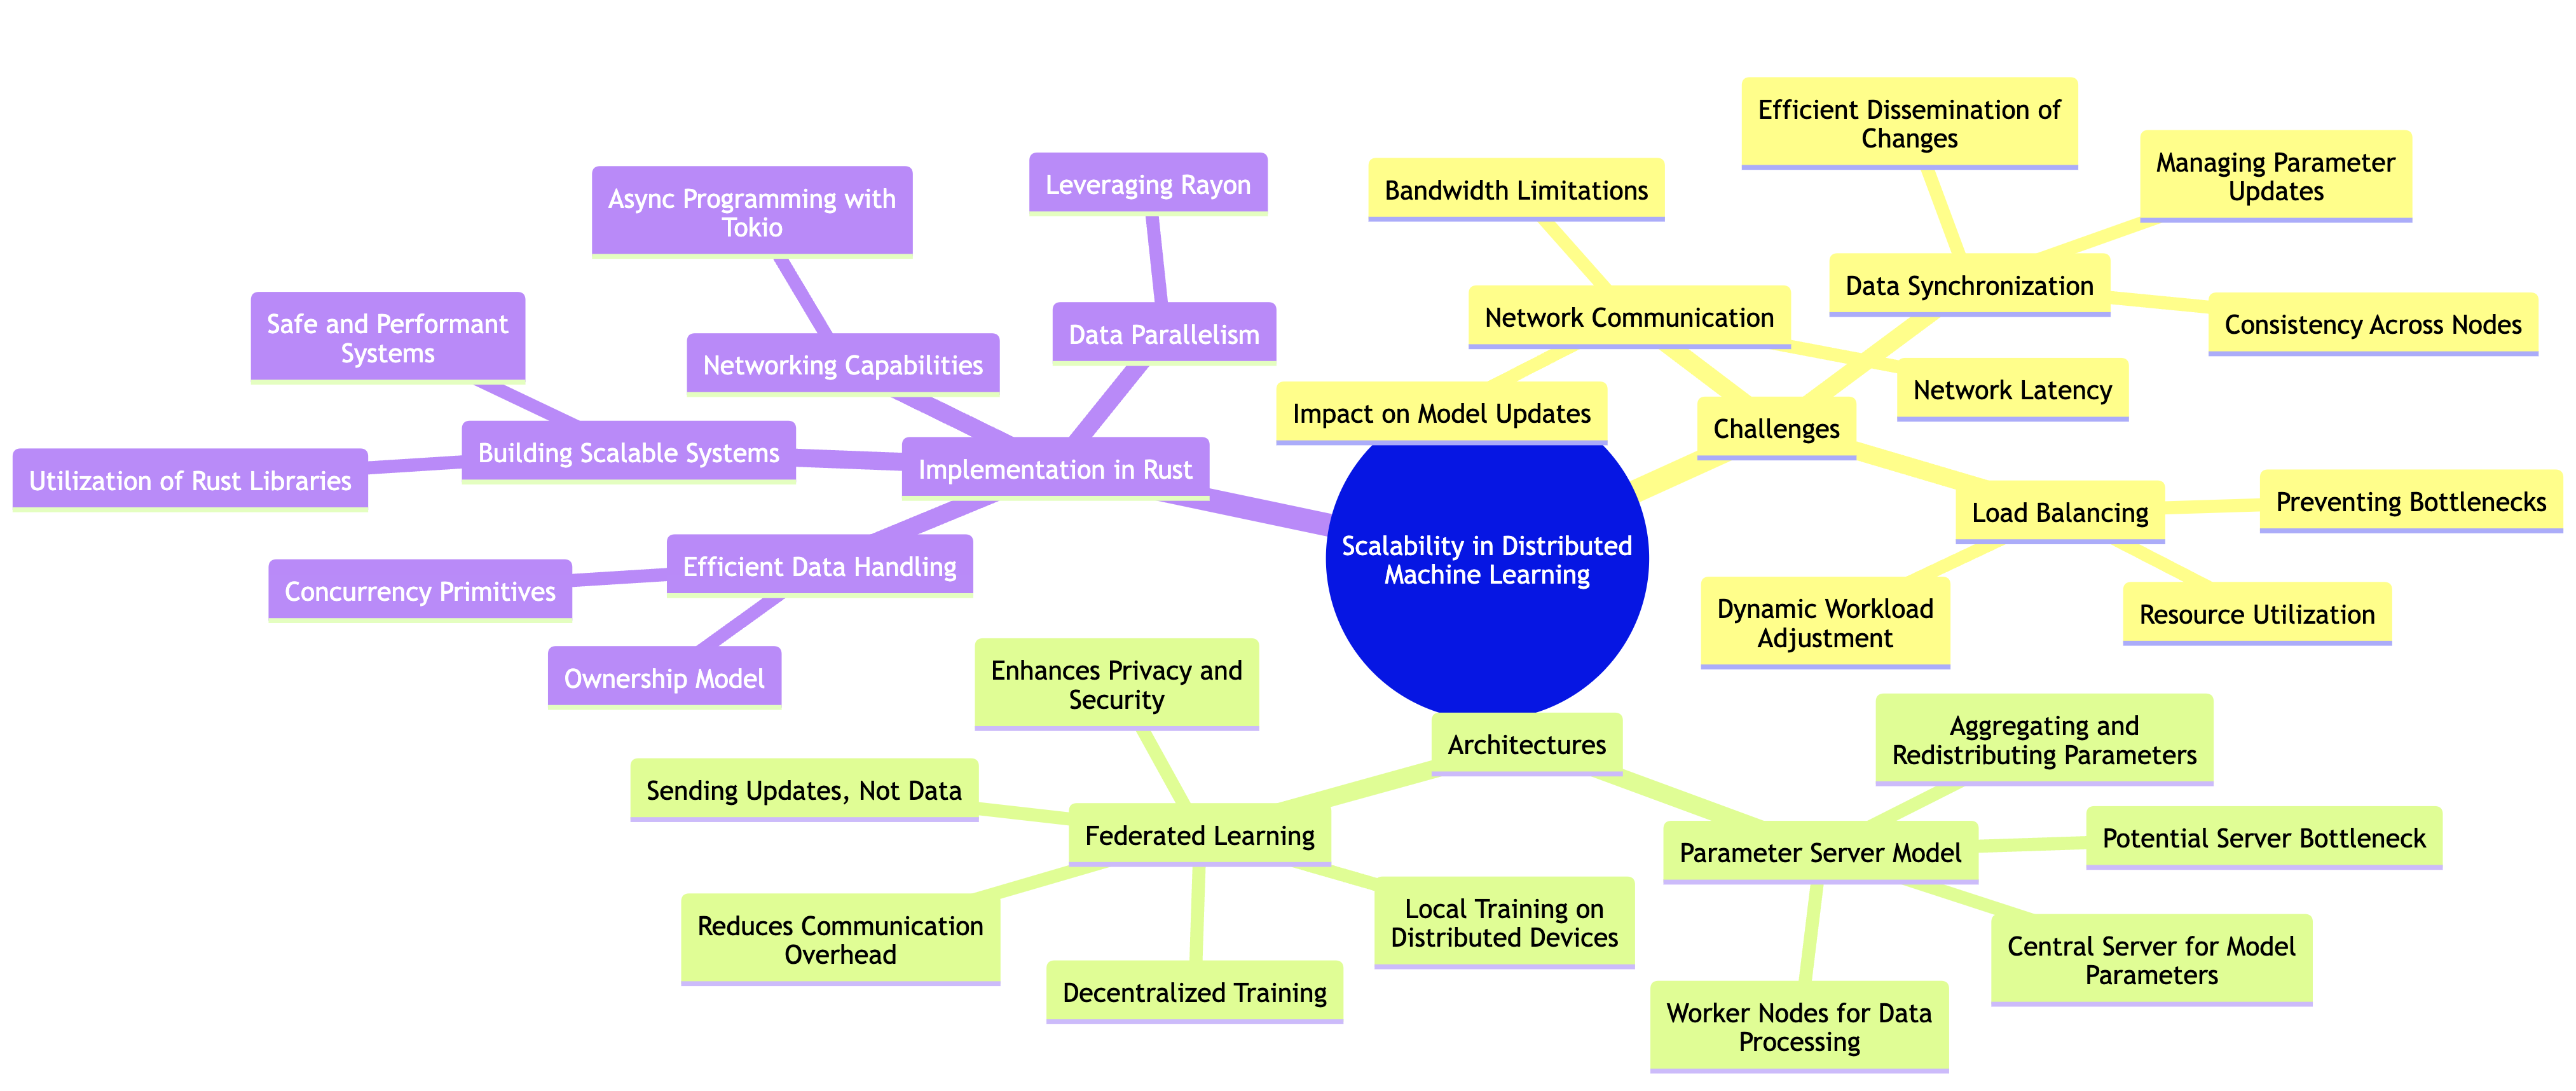 Scalability in Distributed
Machine Learning
Challenges
Network Communication
Bandwidth Limitations
Network Latency
Impact on Model Updates
Data Synchronization
Efficient Dissemination of
Changes
Managing Parameter
Updates
Consistency Across Nodes
Load Balancing
Preventing Bottlenecks
Resource Utilization
Dynamic Workload
Adjustment
Architectures
Parameter Server Model
Aggregating and
Redistributing Parameters
Potential Server Bottleneck
Central Server for Model
Parameters
Worker Nodes for Data
Processing
Federated Learning
Enhances Privacy and
Security
Sending Updates, Not Data
Reduces Communication
Overhead
Decentralized Training
Local Training on
Distributed Devices
Implementation in Rust
Data Parallelism
Leveraging Rayon
Networking Capabilities
Async Programming with
Tokio
Building Scalable Systems
Safe and Performant
Systems
Utilization of Rust Libraries
Efficient Data Handling
Concurrency Primitives
Ownership Model